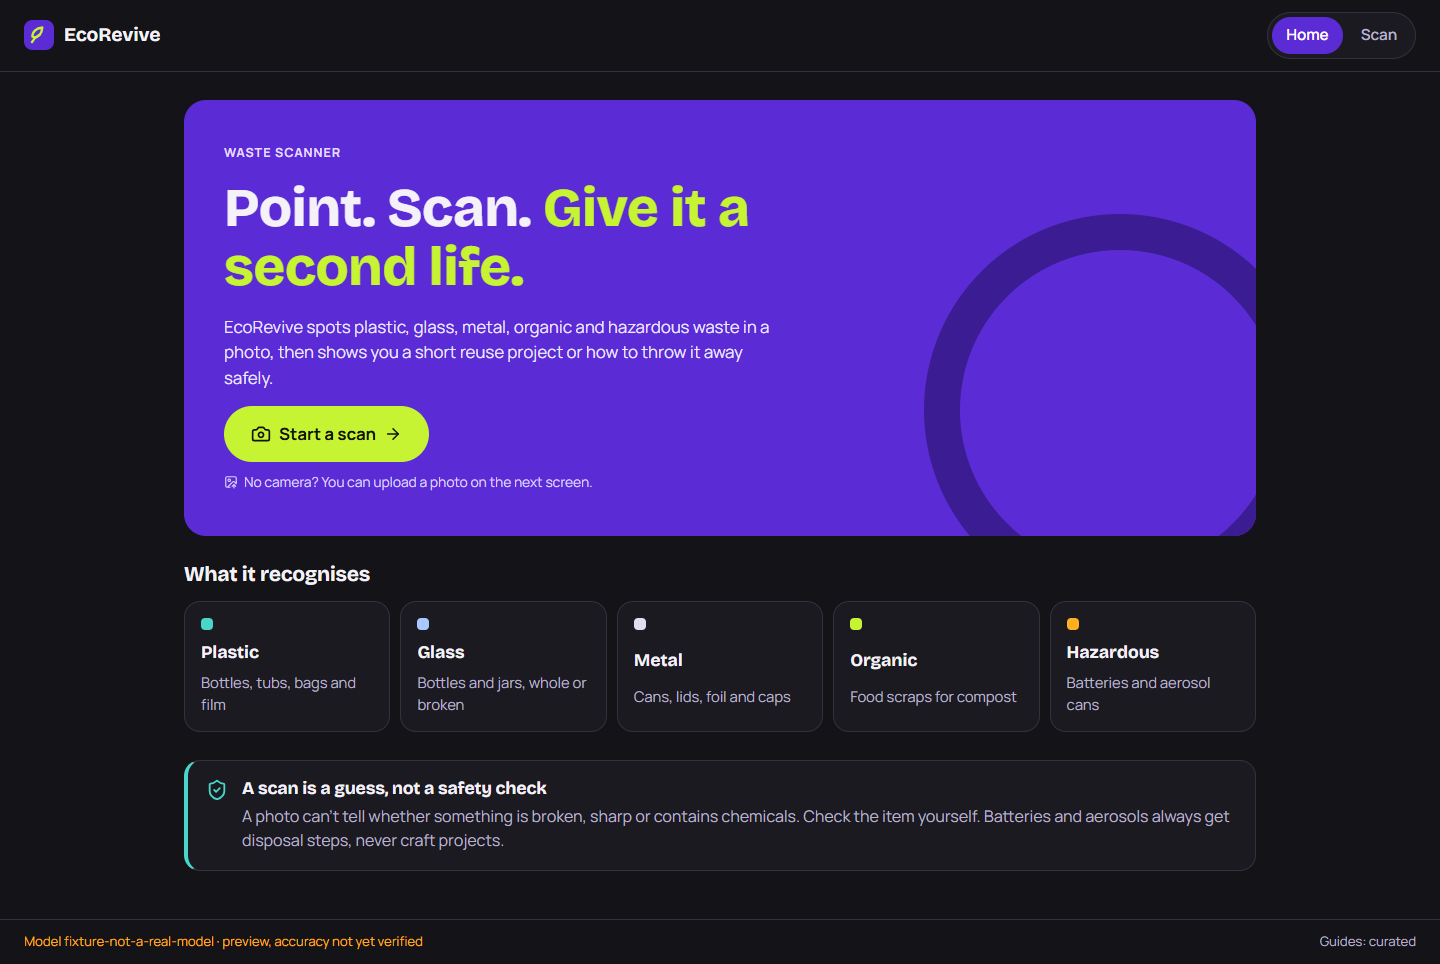 EcoRevive
Home
Scan
WASTE SCANNER
Point. Scan. Give it a
second life.
EcoRevive spots plastic, glass, metal, organic and hazardous waste in a
photo, then shows you a short reuse project or how to throw it away
safely.
Start a scan
No camera? You can upload a photo on the next screen.
What it recognises
Plastic
Bottles, tubs, bags and
film
Glass
Bottles and jars, whole or
broken
Metal
Cans, lids, foil and caps
Organic
Food scraps for compost
Hazardous
Batteries and aerosol
cans
A scan is a guess, not a safety check
A photo can't tell whether something is broken, sharp or contains chemicals. Check the item yourself. Batteries and aerosols always get
disposal steps, never craft projects.
Model fixture-not-a-real-model · preview, accuracy not yet verified
Guides: curated